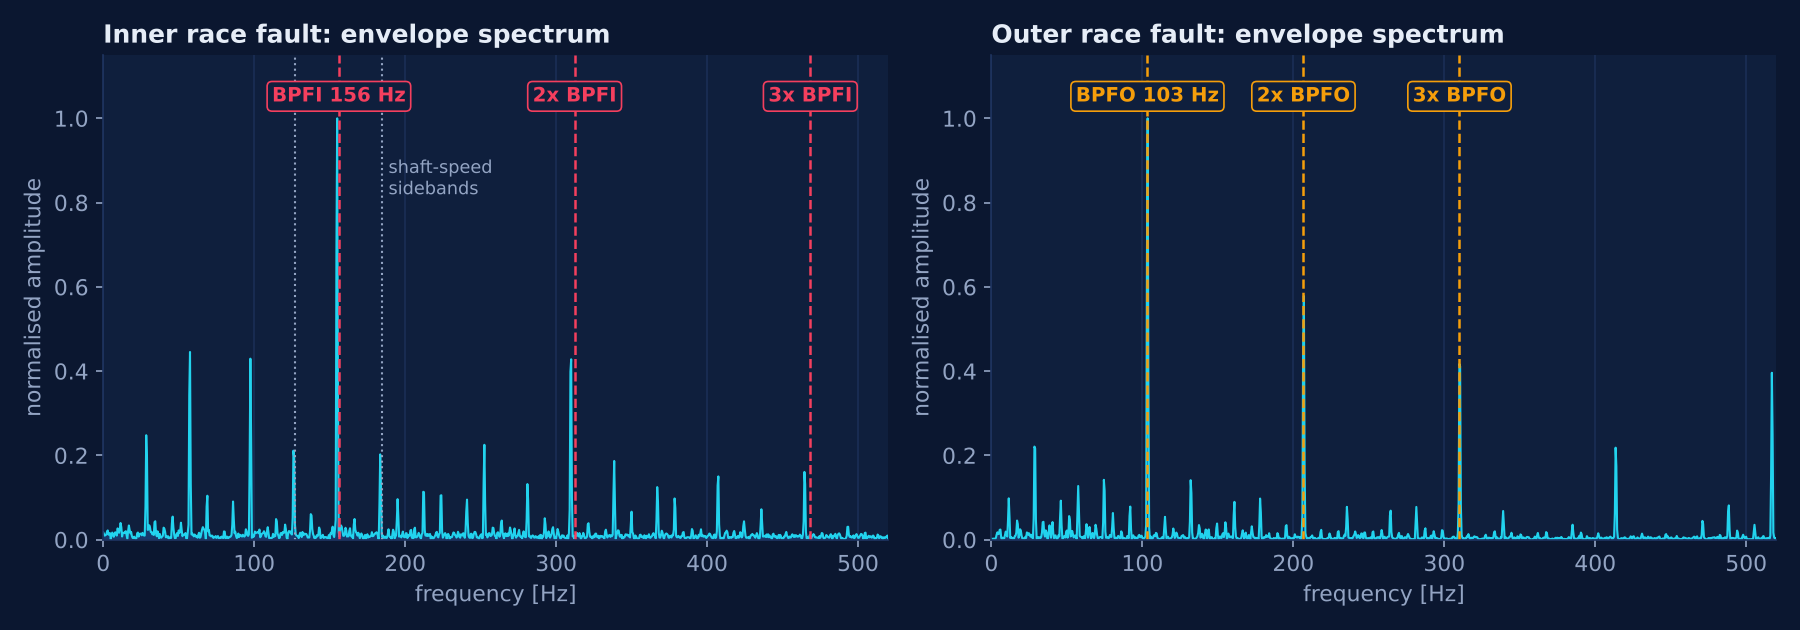 Inner race fault: envelope spectrum
BPFI 156 Hz
2x BPFI
3x BPFI
shaft-speed
sidebands
normalised amplitude
1.0
0.8
0.6
0.4
0.2
0.0
0
100
200
300
400
500
frequency [Hz]
Outer race fault: envelope spectrum
BPFO 103 Hz
2x BPFO
3x BPFO
normalised amplitude
1.0
0.8
0.6
0.4
0.2
0.0
0
100
200
300
400
500
frequency [Hz]